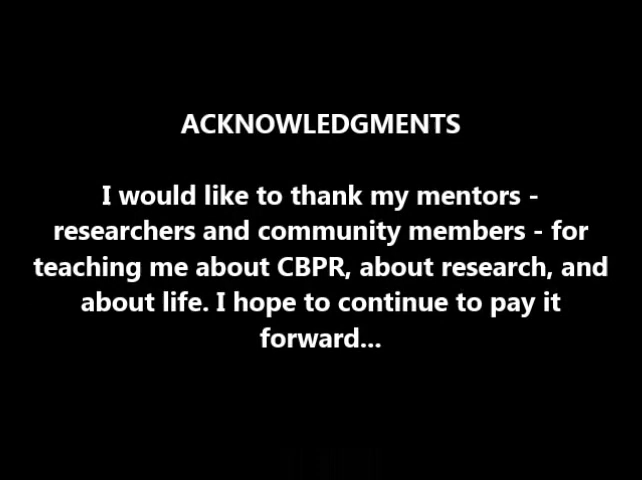 ACKNOWLEDGMENTS
I would like to thank my mentors -
researchers and community members - for
teaching me about CBPR, about research, and
about life. I hope to continue to pay it
forward...